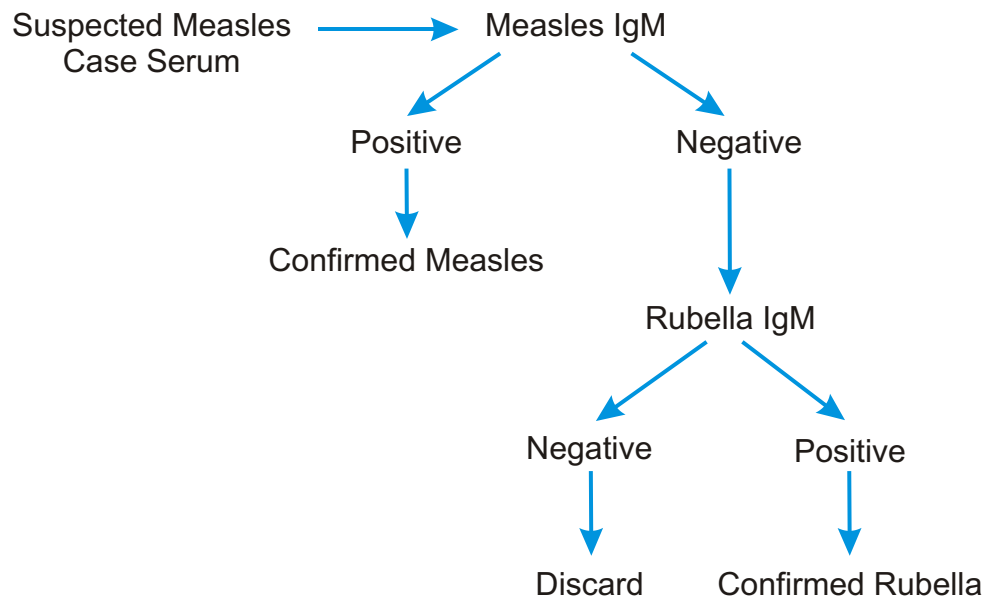 Suspected Measles
Case Serum
Measles IgM
Positive
Negative
Confirmed Measles
Rubella IgM
Negative
Positive
Discard
Confirmed Rubella